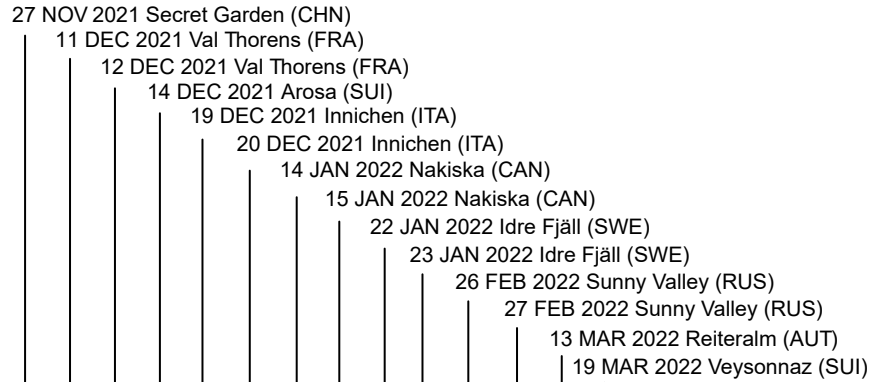 27 NOV 2021 Secret Garden (CHN)
11 DEC 2021 Val Thorens (FRA)
12 DEC 2021 Val Thorens (FRA)
14 DEC 2021 Arosa (SUI)
19 DEC 2021 Innichen (ITA)
20 DEC 2021 Innichen (ITA)
14 JAN 2022 Nakiska (CAN)
15 JAN 2022 Nakiska (CAN)
22 JAN 2022 Idre Fjäll (SWE)
23 JAN 2022 Idre Fjäll (SWE)
26 FEB 2022 Sunny Valley (RUS)
27 FEB 2022 Sunny Valley (RUS)
13 MAR 2022 Reiteralm (AUT)
19 MAR 2022 Veysonnaz (SUI)